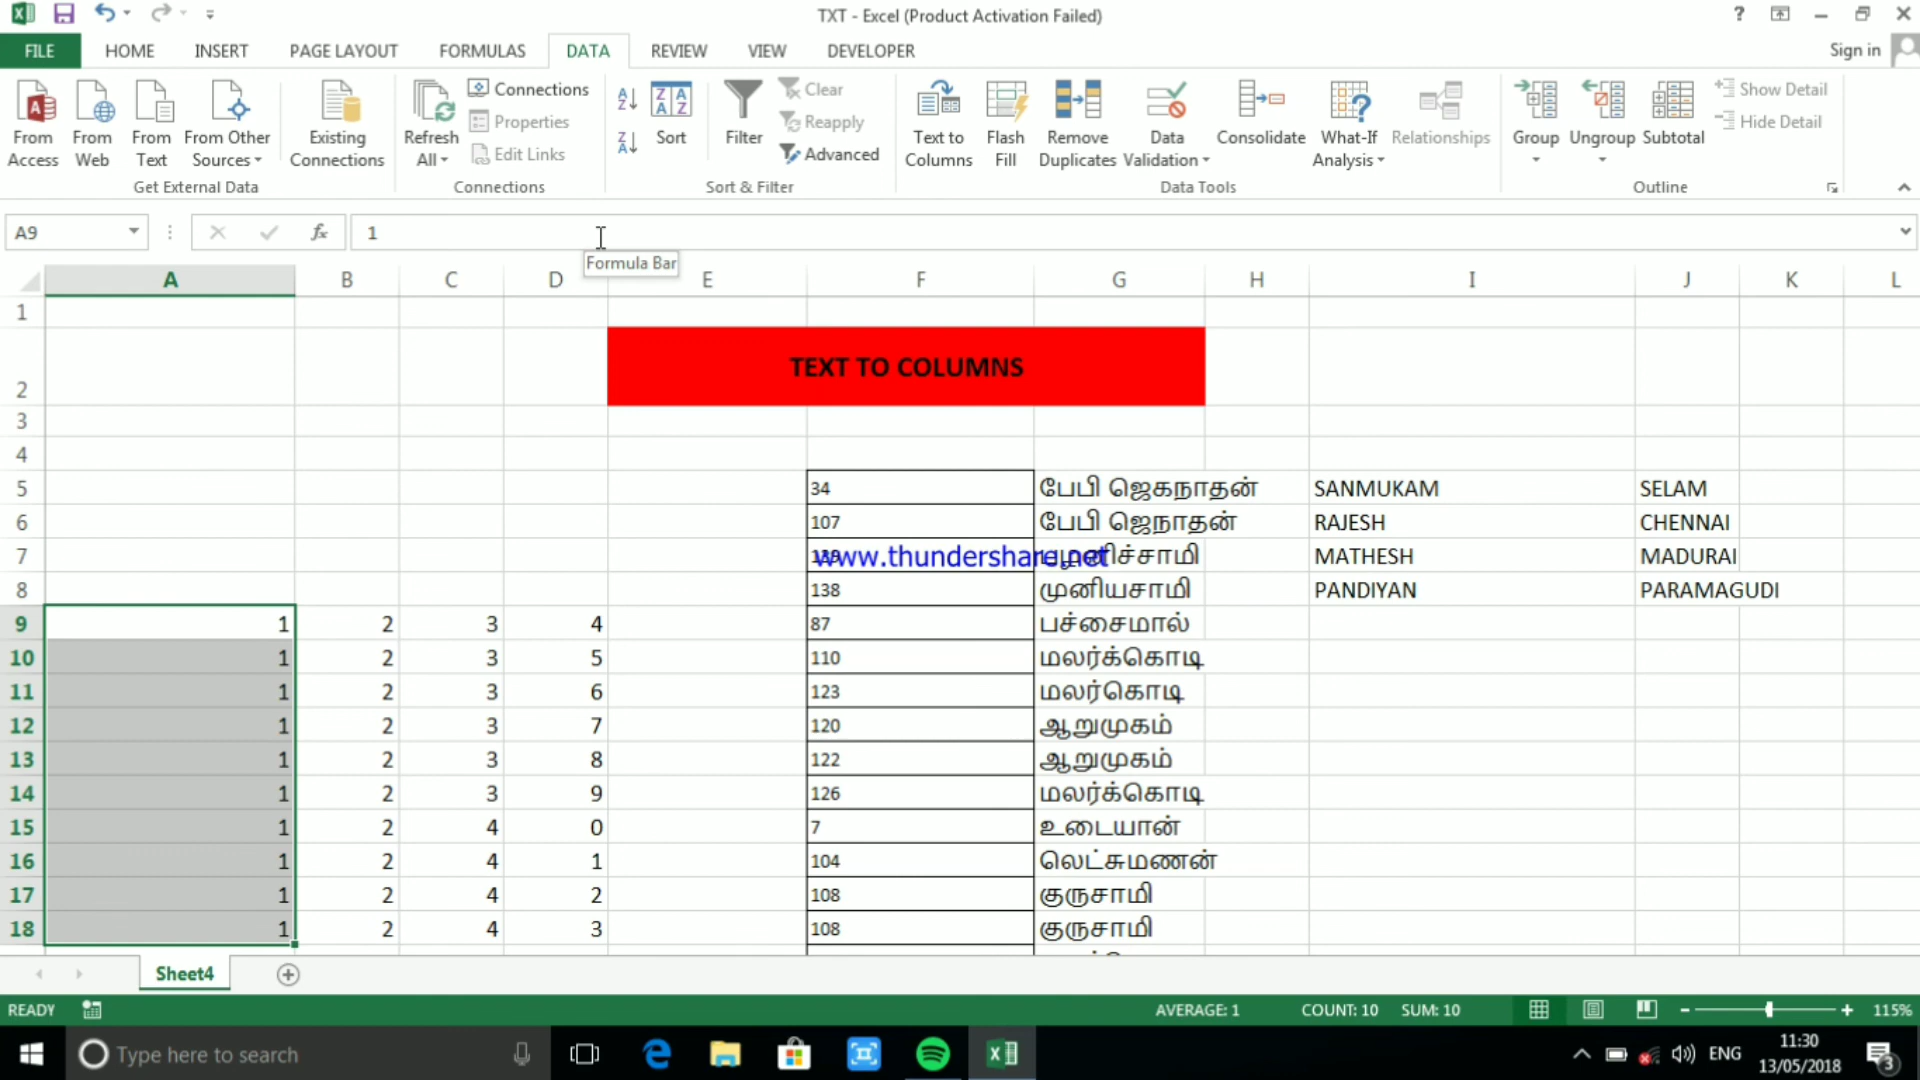 TXT - Excel (Product Activation Failed)
FILE HOME INSERT PAGE LAYOUT FORMULAS DATA REVIEW VIEW DEVELOPER Sign in
From Access
From Web
From Text
From Other Sources
Existing Connections
Get External Data
Refresh All
Connections
Properties
Edit Links
Connections
Sort
Filter
Clear
Reapply
Advanced
Sort & Filter
Text to Columns
Flash Fill
Remove Duplicates
Data Validation
Consolidate
What-If Analysis
Relationships
Data Tools
Group
Ungroup
Subtotal
Show Detail
Hide Detail
Outline
A9 fx 1
Formula Bar
A B C D E F G H I J K L
1
2 TEXT TO COLUMNS
3
4
5 34 பேபி ஜெகநாதன் SANMUKAM SELAM
6 107 பேபி ஜெநாதன் RAJESH CHENNAI
7 www.thundershare.net MATHESH MADURAI
8 138 முனியசாமி PANDIYAN PARAMAGUDI
9 1 2 3 4 87 பச்சைமால்
10 1 2 3 5 110 மலர்க்கொடி
11 1 2 3 6 123 மலர்கொடி
12 1 2 3 7 120 ஆறுமுகம்
13 1 2 3 8 122 ஆறுமுகம்
14 1 2 3 9 126 மலர்க்கொடி
15 1 2 4 0 7 உடையான்
16 1 2 4 1 104 லெட்சுமணன்
17 1 2 4 2 108 குருசாமி
18 1 2 4 3 108 குருசாமி
Sheet4
READY AVERAGE: 1 COUNT: 10 SUM: 10 115%
Type here to search ENG 11:30
13/05/2018 3